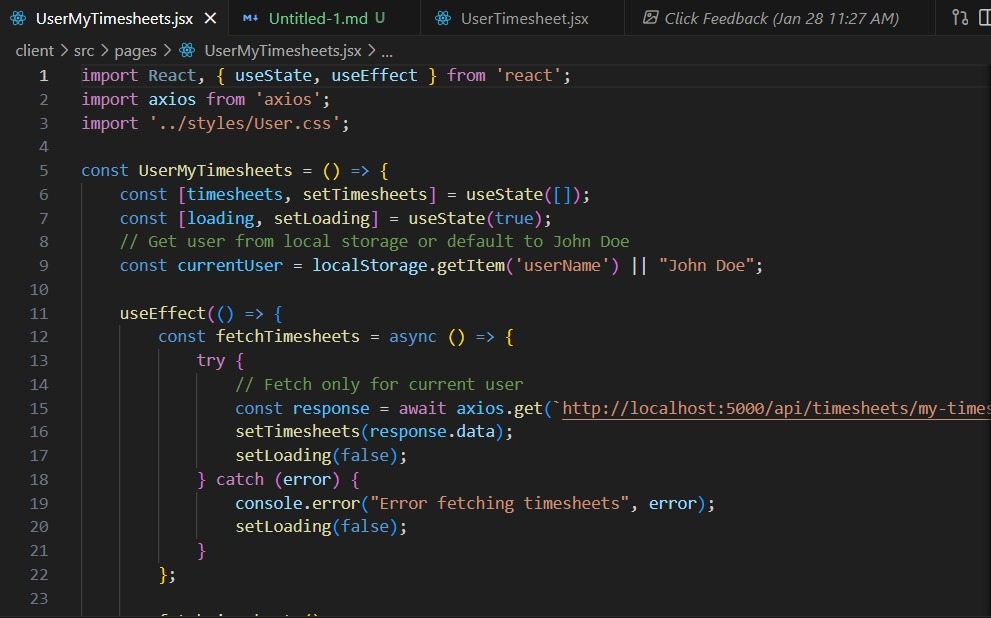 UserMyTimesheets.jsx
Untitled-1.md U
UserTimesheet.jsx
Click Feedback (Jan 28 11:27 AM)
client > src > pages > UserMyTimesheets.jsx > ...
1 import React, { useState, useEffect } from 'react';
2 import axios from 'axios';
3 import '../styles/User.css';
4
5 const UserMyTimesheets = () => {
6 const [timesheets, setTimesheets] = useState([]);
7 const [loading, setLoading] = useState(true);
8 // Get user from local storage or default to John Doe
9 const currentUser = localStorage.getItem('userName') || "John Doe";
10
11 useEffect(() => {
12 const fetchTimesheets = async () => {
13 try {
14 // Fetch only for current user
15 const response = await axios.get(`http://localhost:5000/api/timesheets/my-times
16 setTimesheets(response.data);
17 setLoading(false);
18 } catch (error) {
19 console.error("Error fetching timesheets", error);
20 setLoading(false);
21 }
22 };
23